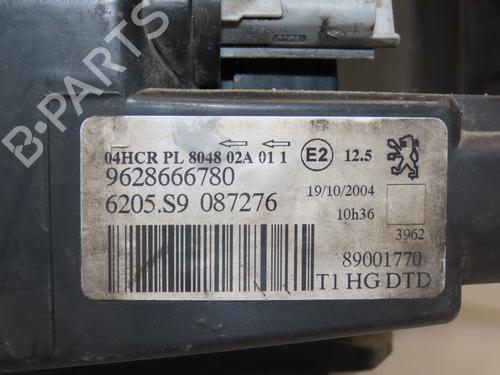 B-PARTS
04HCR PL 8048 02A 01 1 E2 12.5
9628666780
6205.S9 087276
19/10/2004
10h36
3962
89001770
T1 HG DTD